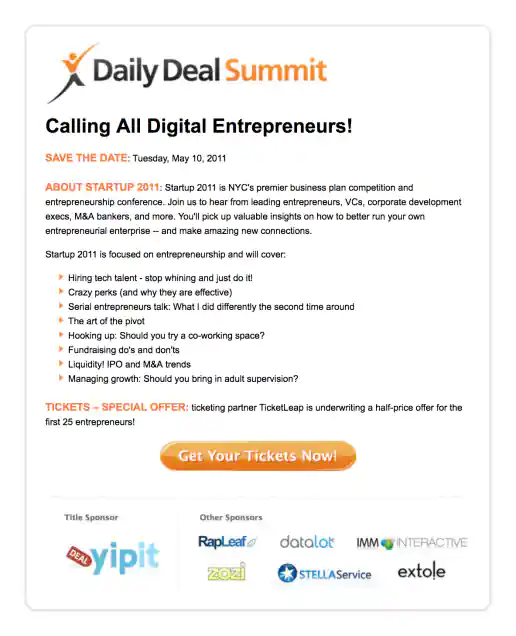 Daily Deal Summit
Calling All Digital Entrepreneurs!
SAVE THE DATE: Tuesday, May 10, 2011
ABOUT STARTUP 2011: Startup 2011 is NYC's premier business plan competition and
entrepreneurship conference. Join us to hear from leading entrepreneurs, VCs, corporate development
execs, M&A bankers, and more. You'll pick up valuable insights on how to better run your own
entrepreneurial enterprise -- and make amazing new connections.
Startup 2011 is focused on entrepreneurship and will cover:
Hiring tech talent - stop whining and just do it!
Crazy perks (and why they are effective)
Serial entrepreneurs talk: What I did differently the second time around
The art of the pivot
Hooking up: Should you try a co-working space?
Fundraising do's and don'ts
Liquidity! IPO and M&A trends
Managing growth: Should you bring in adult supervision?
TICKETS – SPECIAL OFFER: ticketing partner TicketLeap is underwriting a half-price offer for the
first 25 entrepreneurs!
Get Your Tickets Now!
Title Sponsor
Other Sponsors
DEAL yipit
RapLeaf datalot IMM INTERACTIVE
zozi STELLAService extole